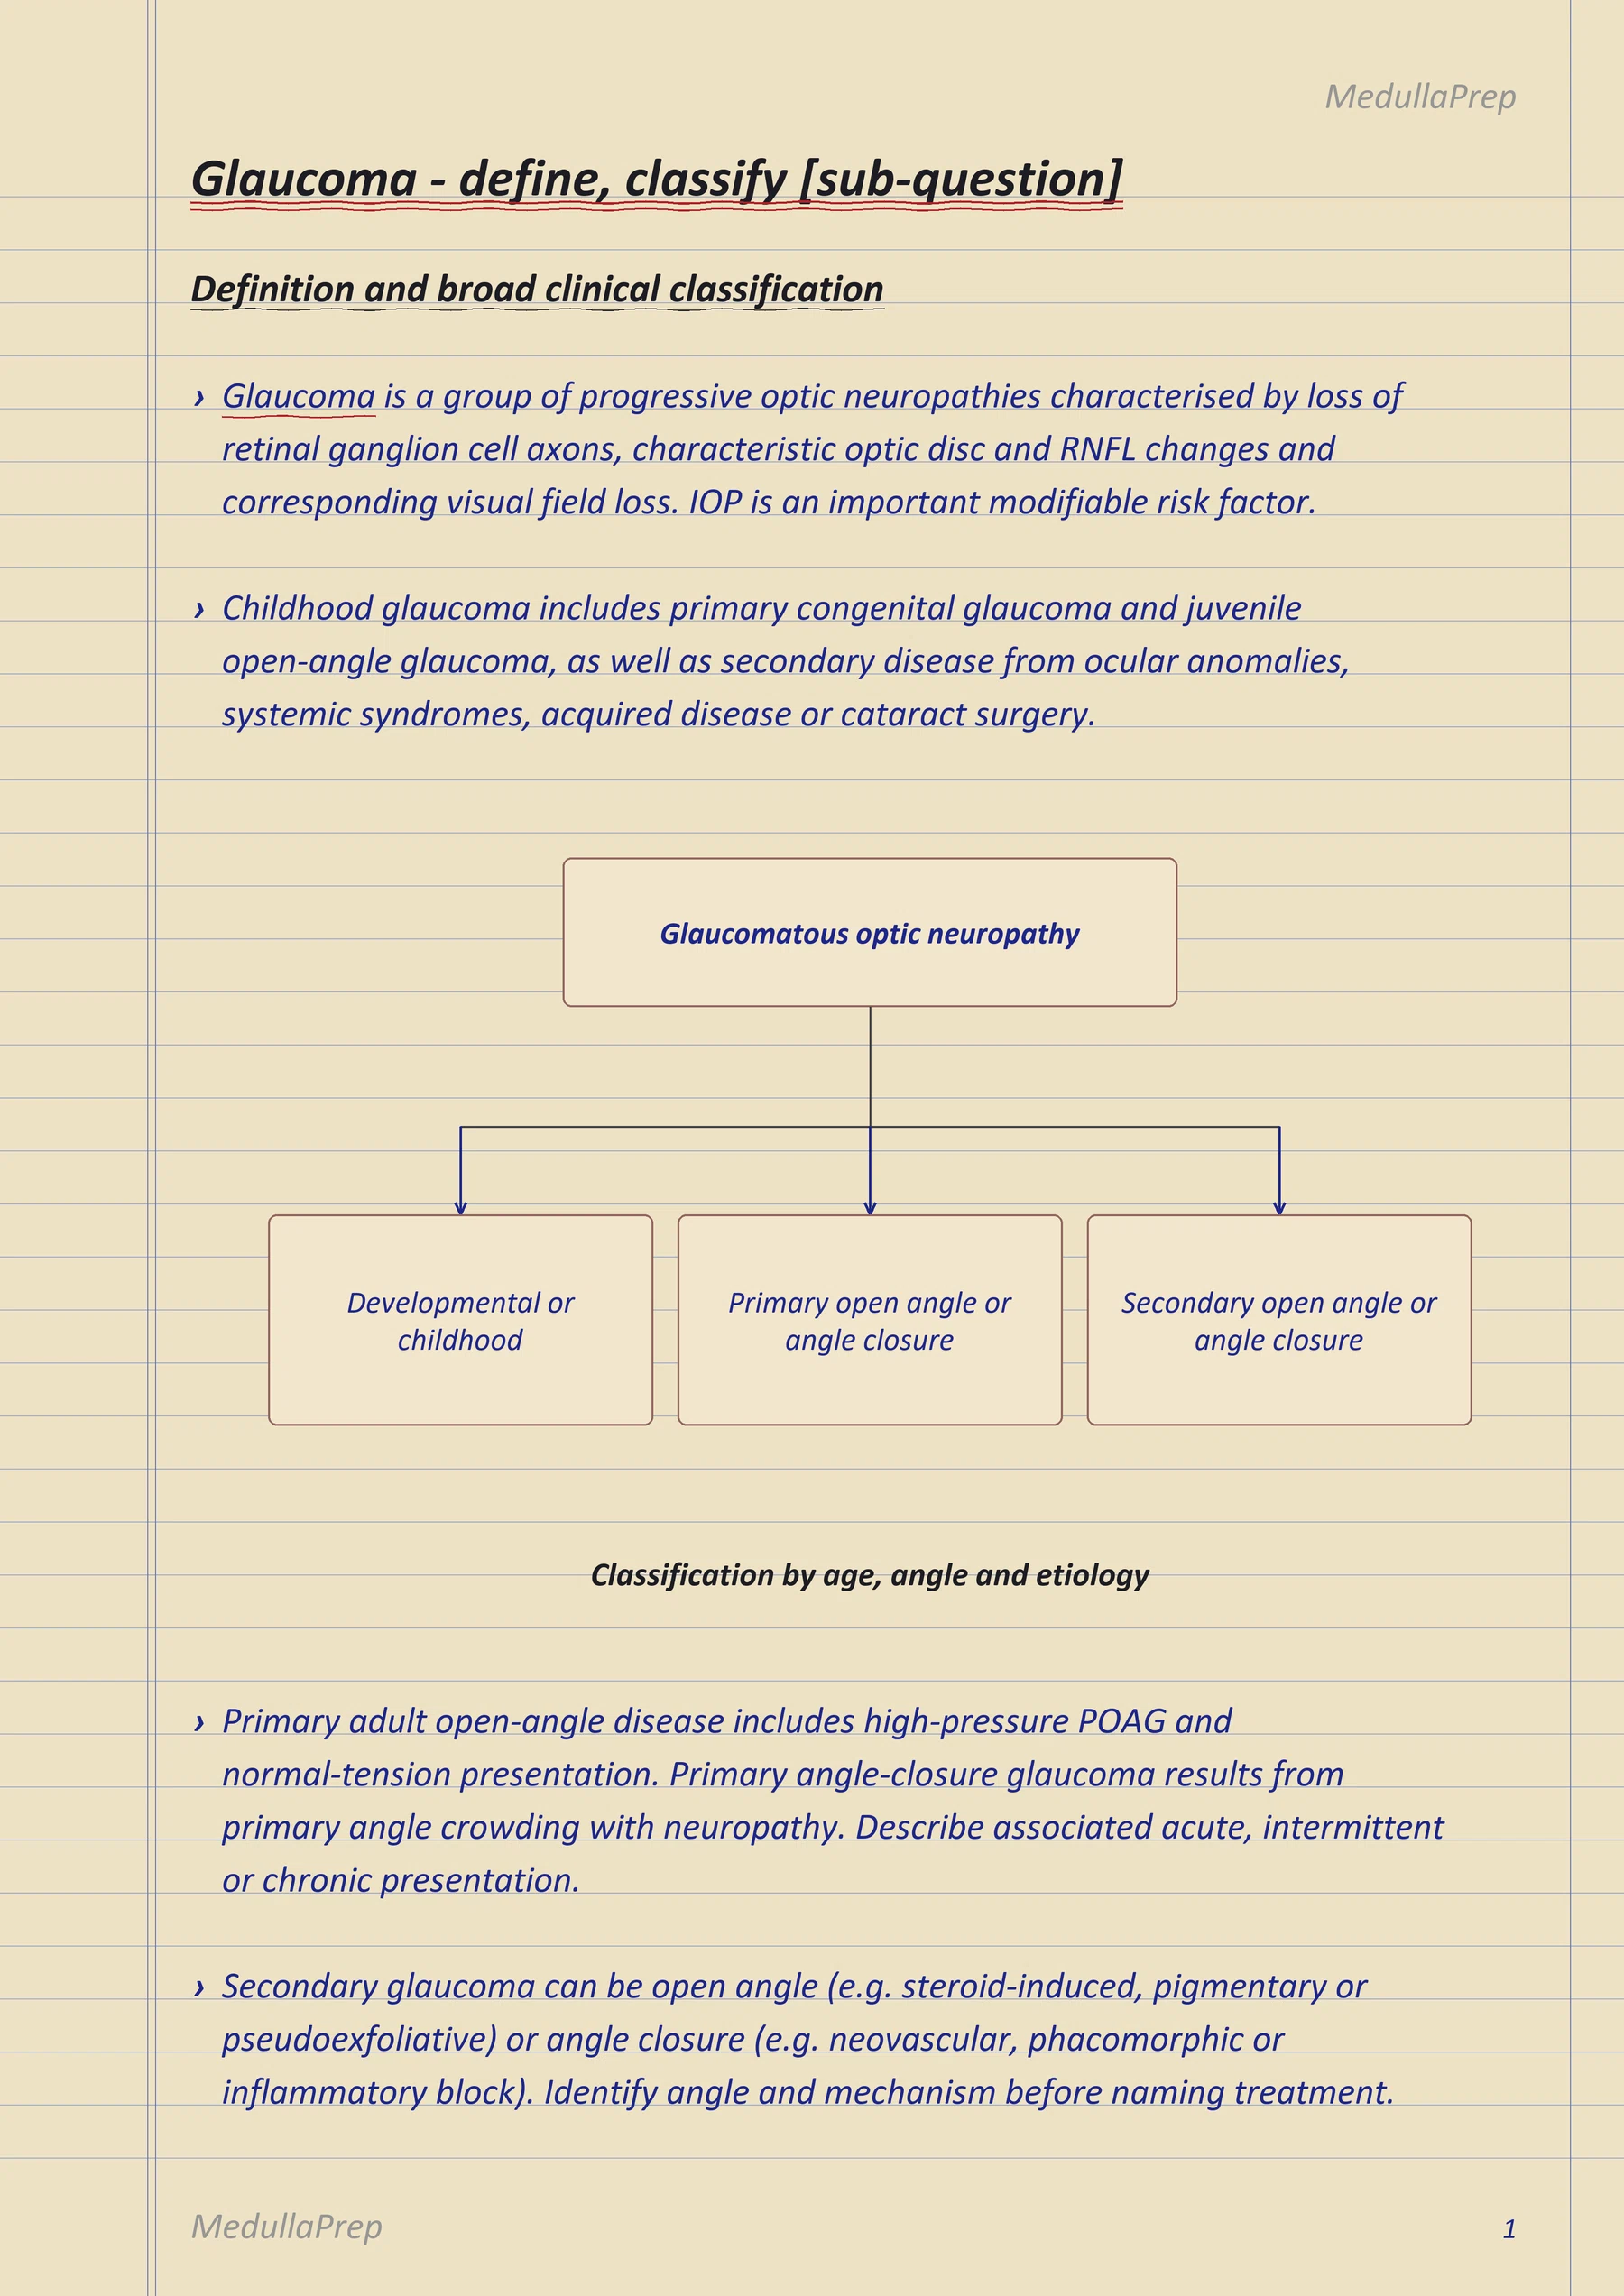 MedullaPrep
Glaucoma - define, classify [sub-question]
Definition and broad clinical classification
› Glaucoma is a group of progressive optic neuropathies characterised by loss of
retinal ganglion cell axons, characteristic optic disc and RNFL changes and
corresponding visual field loss. IOP is an important modifiable risk factor.
› Childhood glaucoma includes primary congenital glaucoma and juvenile
open-angle glaucoma, as well as secondary disease from ocular anomalies,
systemic syndromes, acquired disease or cataract surgery.
Glaucomatous optic neuropathy
Developmental or
childhood
Primary open angle or
angle closure
Secondary open angle or
angle closure
Classification by age, angle and etiology
› Primary adult open-angle disease includes high-pressure POAG and
normal-tension presentation. Primary angle-closure glaucoma results from
primary angle crowding with neuropathy. Describe associated acute, intermittent
or chronic presentation.
› Secondary glaucoma can be open angle (e.g. steroid-induced, pigmentary or
pseudoexfoliative) or angle closure (e.g. neovascular, phacomorphic or
inflammatory block). Identify angle and mechanism before naming treatment.
MedullaPrep
1